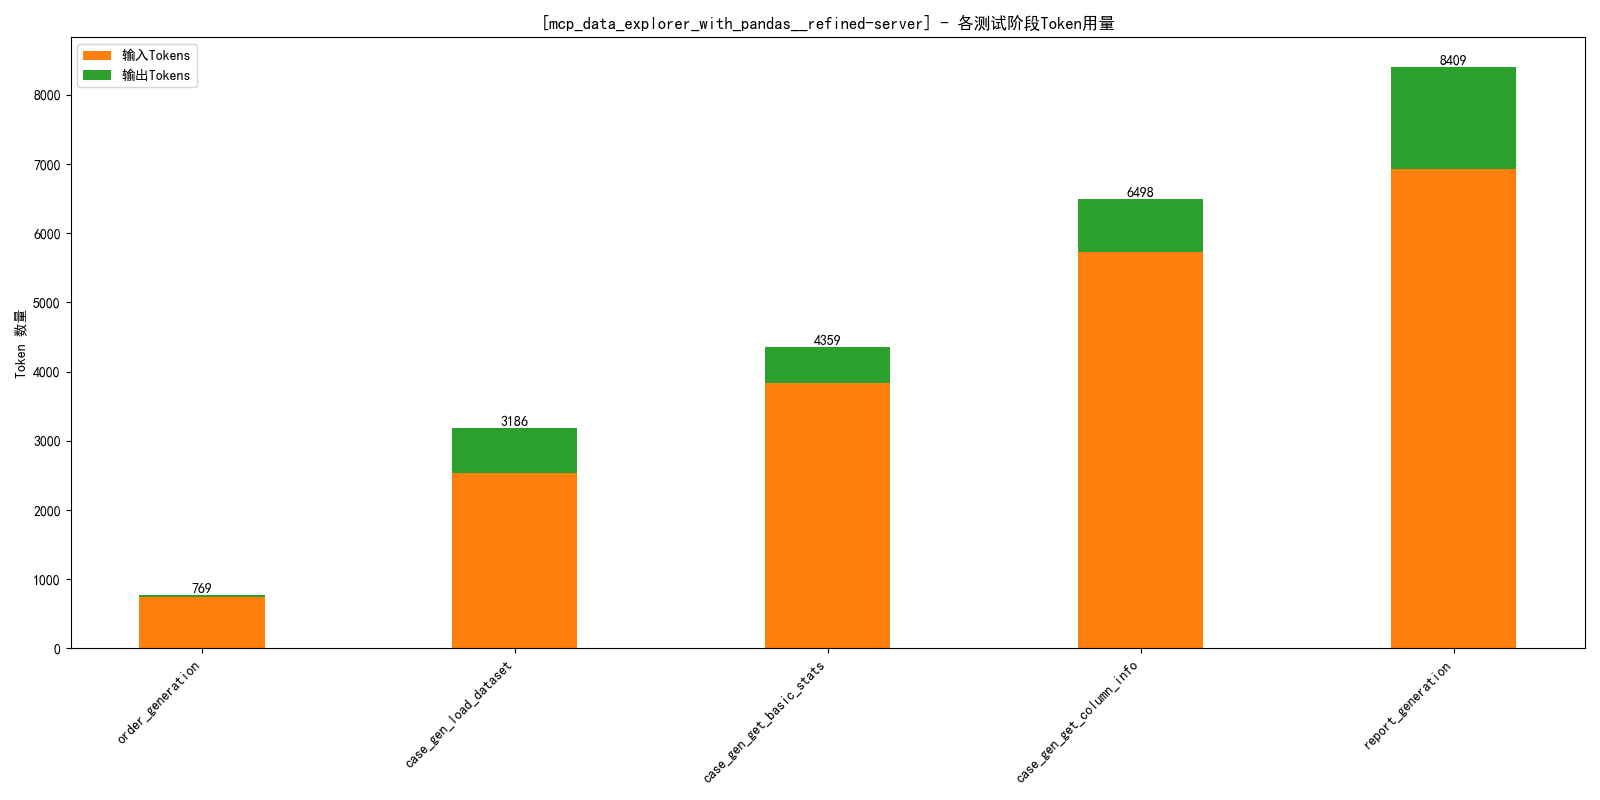 [mcp_data_explorer_with_pandas__refined-server] - 各测试阶段Token用量
输入Tokens
输出Tokens
Token 数量
8000
7000
6000
5000
4000
3000
2000
1000
0
769
3186
4359
6498
8409
order_generation
case_gen_load_dataset
case_gen_get_basic_stats
case_gen_get_column_info
report_generation